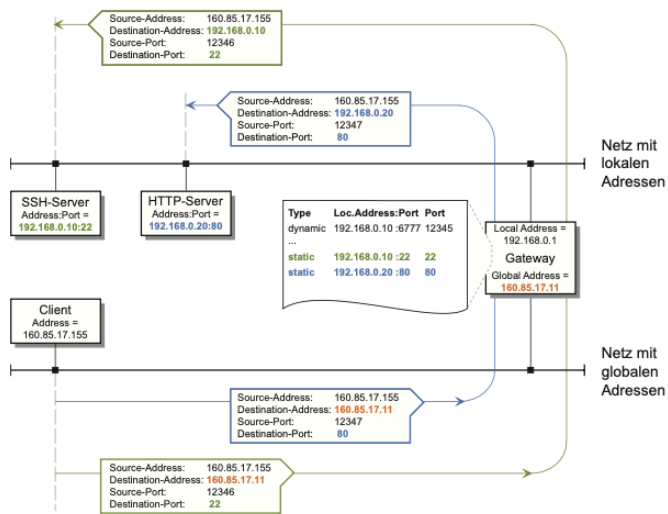 Source-Address: 160.85.17.155
Destination-Address: 192.168.0.10
Source-Port: 12346
Destination-Port: 22
Source-Address: 160.85.17.155
Destination-Address: 192.168.0.20
Source-Port: 12347
Destination-Port: 80
Netz mit
lokalen
Adressen
SSH-Server
Address:Port =
192.168.0.10:22
HTTP-Server
Address:Port =
192.168.0.20:80
Type Loc.Address:Port Port
dynamic 192.168.0.10 :6777 12345
...
static 192.168.0.10 :22 22
static 192.168.0.20 :80 80
Local Address =
192.168.0.1
Gateway
Global Address =
160.85.17.11
Client
Address =
160.85.17.155
Netz mit
globalen
Adressen
Source-Address: 160.85.17.155
Destination-Address: 160.85.17.11
Source-Port: 12347
Destination-Port: 80
Source-Address: 160.85.17.155
Destination-Address: 160.85.17.11
Source-Port: 12346
Destination-Port: 22